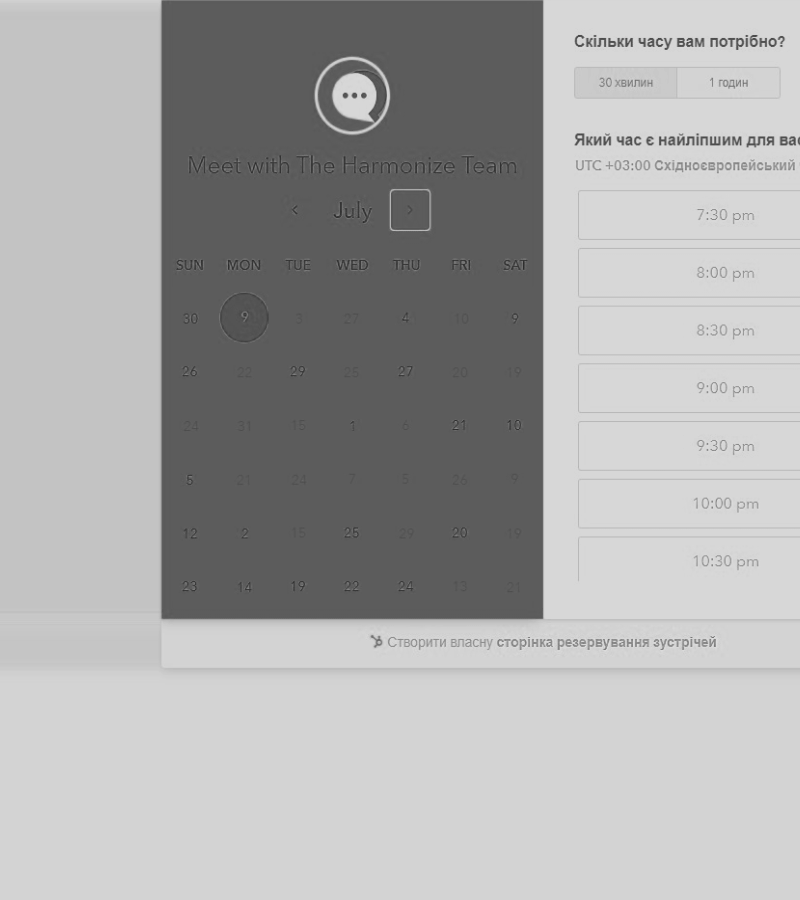 Meet with The Harmonize Team
July
SUN MON TUE WED THU FRI SAT
30 9 3 27 4 10 9
26 22 29 25 27 20 19
24 31 15 1 6 21 10
5 21 24 7 5 26 9
12 2 15 25 29 20 19
23 14 19 22 24 13 21
Скільки часу вам потрібно?
30 хвилин 1 годин
Який час є найліпшим для вас
UTC +03:00 Східноєвропейський
7:30 pm
8:00 pm
8:30 pm
9:00 pm
9:30 pm
10:00 pm
10:30 pm
Створити власну сторінка резервування зустрічей